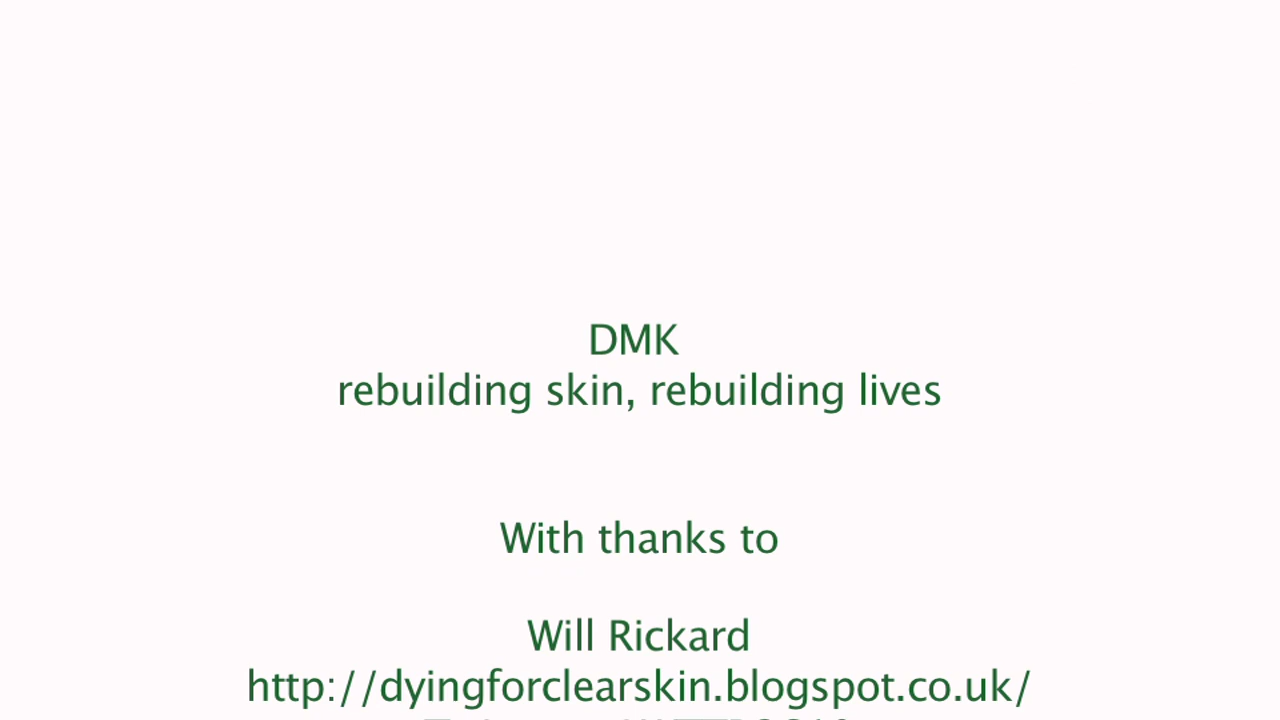 DMK
rebuilding skin, rebuilding lives
With thanks to
Will Rickard
http://dyingforclearskin.blogspot.co.uk/